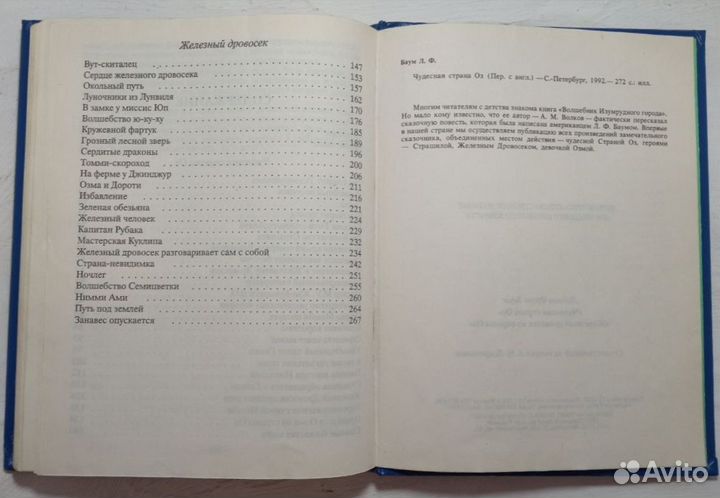 Железный дровосек
Вут-скиталец 147
Сердце железного дровосека 153
Окольный путь 157
Луночники из Лунвиля 162
В замке у миссис Юп 170
Волшебство ю-ку-ху 176
Кружевной фартук 185
Грозный лесной зверь 189
Сердитые драконы 196
Томми-скороход 200
На ферме у Джинджур 206
Озма и Дороти 211
Избавление 216
Зеленая обезьяна 221
Железный человек 224
Капитан Рубака 229
Мастерская Куклипа 232
Железный дровосек разговаривает сам с собой 234
Страна-невидимка 242
Ночлег 251
Волшебство Семицветки 255
Нимми Ами 260
Путь под землей 264
Занавес опускается 267
Баум Л. Ф.
Чудесная страна Оз (Пер. с англ.) —С.-Петербург, 1992.— 272 с.: илл.
Многим читателям с детства знакома книга «Волшебник Изумрудного города».
Но мало кому известно, что ее автор — А. М. Волков — фактически пересказал
сказочную повесть, которая была написана американцем Л. Ф. Баумом. Впервые
в нашей стране мы осуществляем публикацию всех произведений замечательного
сказочника, объединенных местом действия — чудесной Страной Оз, героями
— Страшилой, Железным Дровосеком, девочкой Озмой.
Avito